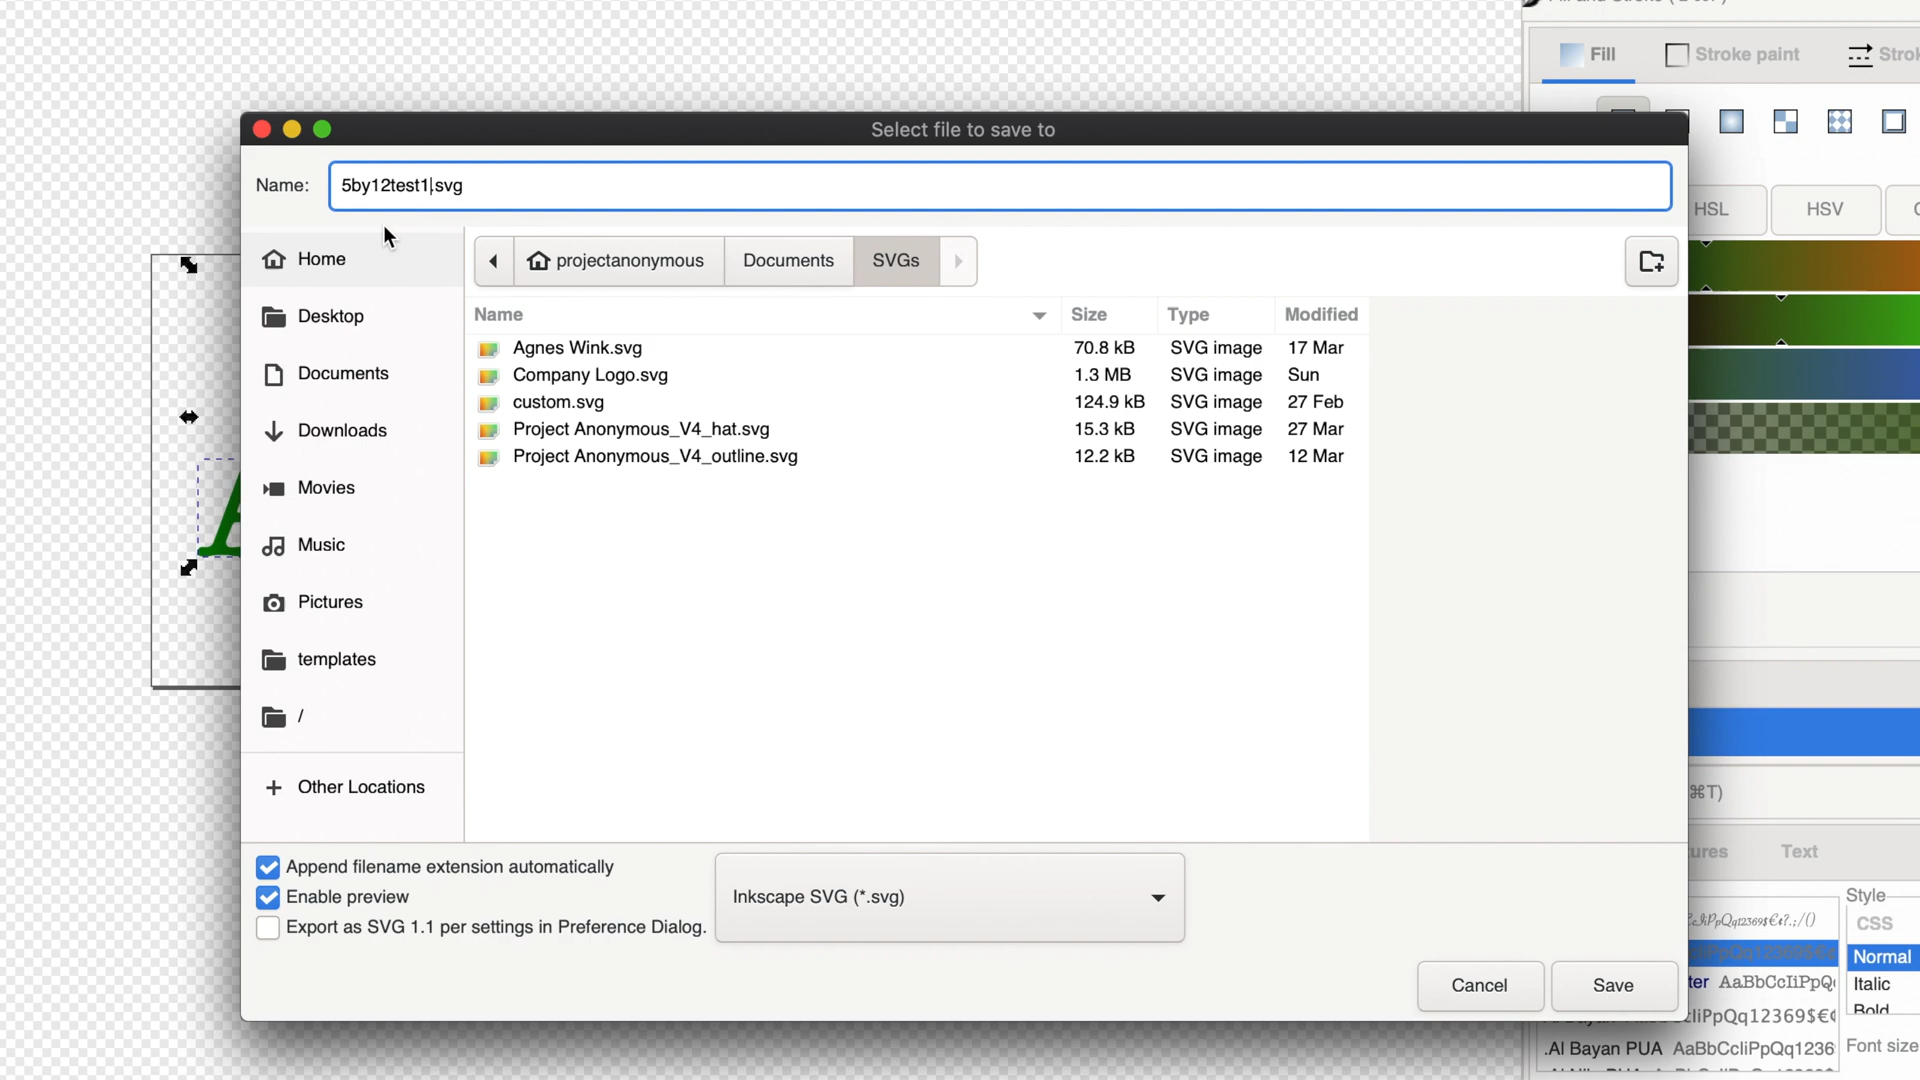 Fill
Stroke paint
Select file to save to
Name:
5by12test1.svg
HSL
HSV
Home
projectanonymous
Documents
SVGs
Desktop
Name
Size
Type
Modified
Agnes Wink.svg
70.8 kB
SVG image
17 Mar
Documents
Company Logo.svg
1.3 MB
SVG image
Sun
custom.svg
124.9 kB
SVG image
27 Feb
Downloads
Project Anonymous_V4_hat.svg
15.3 kB
SVG image
27 Mar
Project Anonymous_V4_outline.svg
12.2 kB
SVG image
12 Mar
Movies
Music
Pictures
templates
/
Other Locations
⌘T)
Append filename extension automatically
Enable preview
Export as SVG 1.1 per settings in Preference Dialog.
Inkscape SVG (*.svg)
Text
Style
CSS
Normal
Italic
Bold
Cancel
Save
AaBbCcIiPpQ
cIiPpQq12369$€¢
.Al Bayan PUA AaBbCcIiPpQq1236
Font size